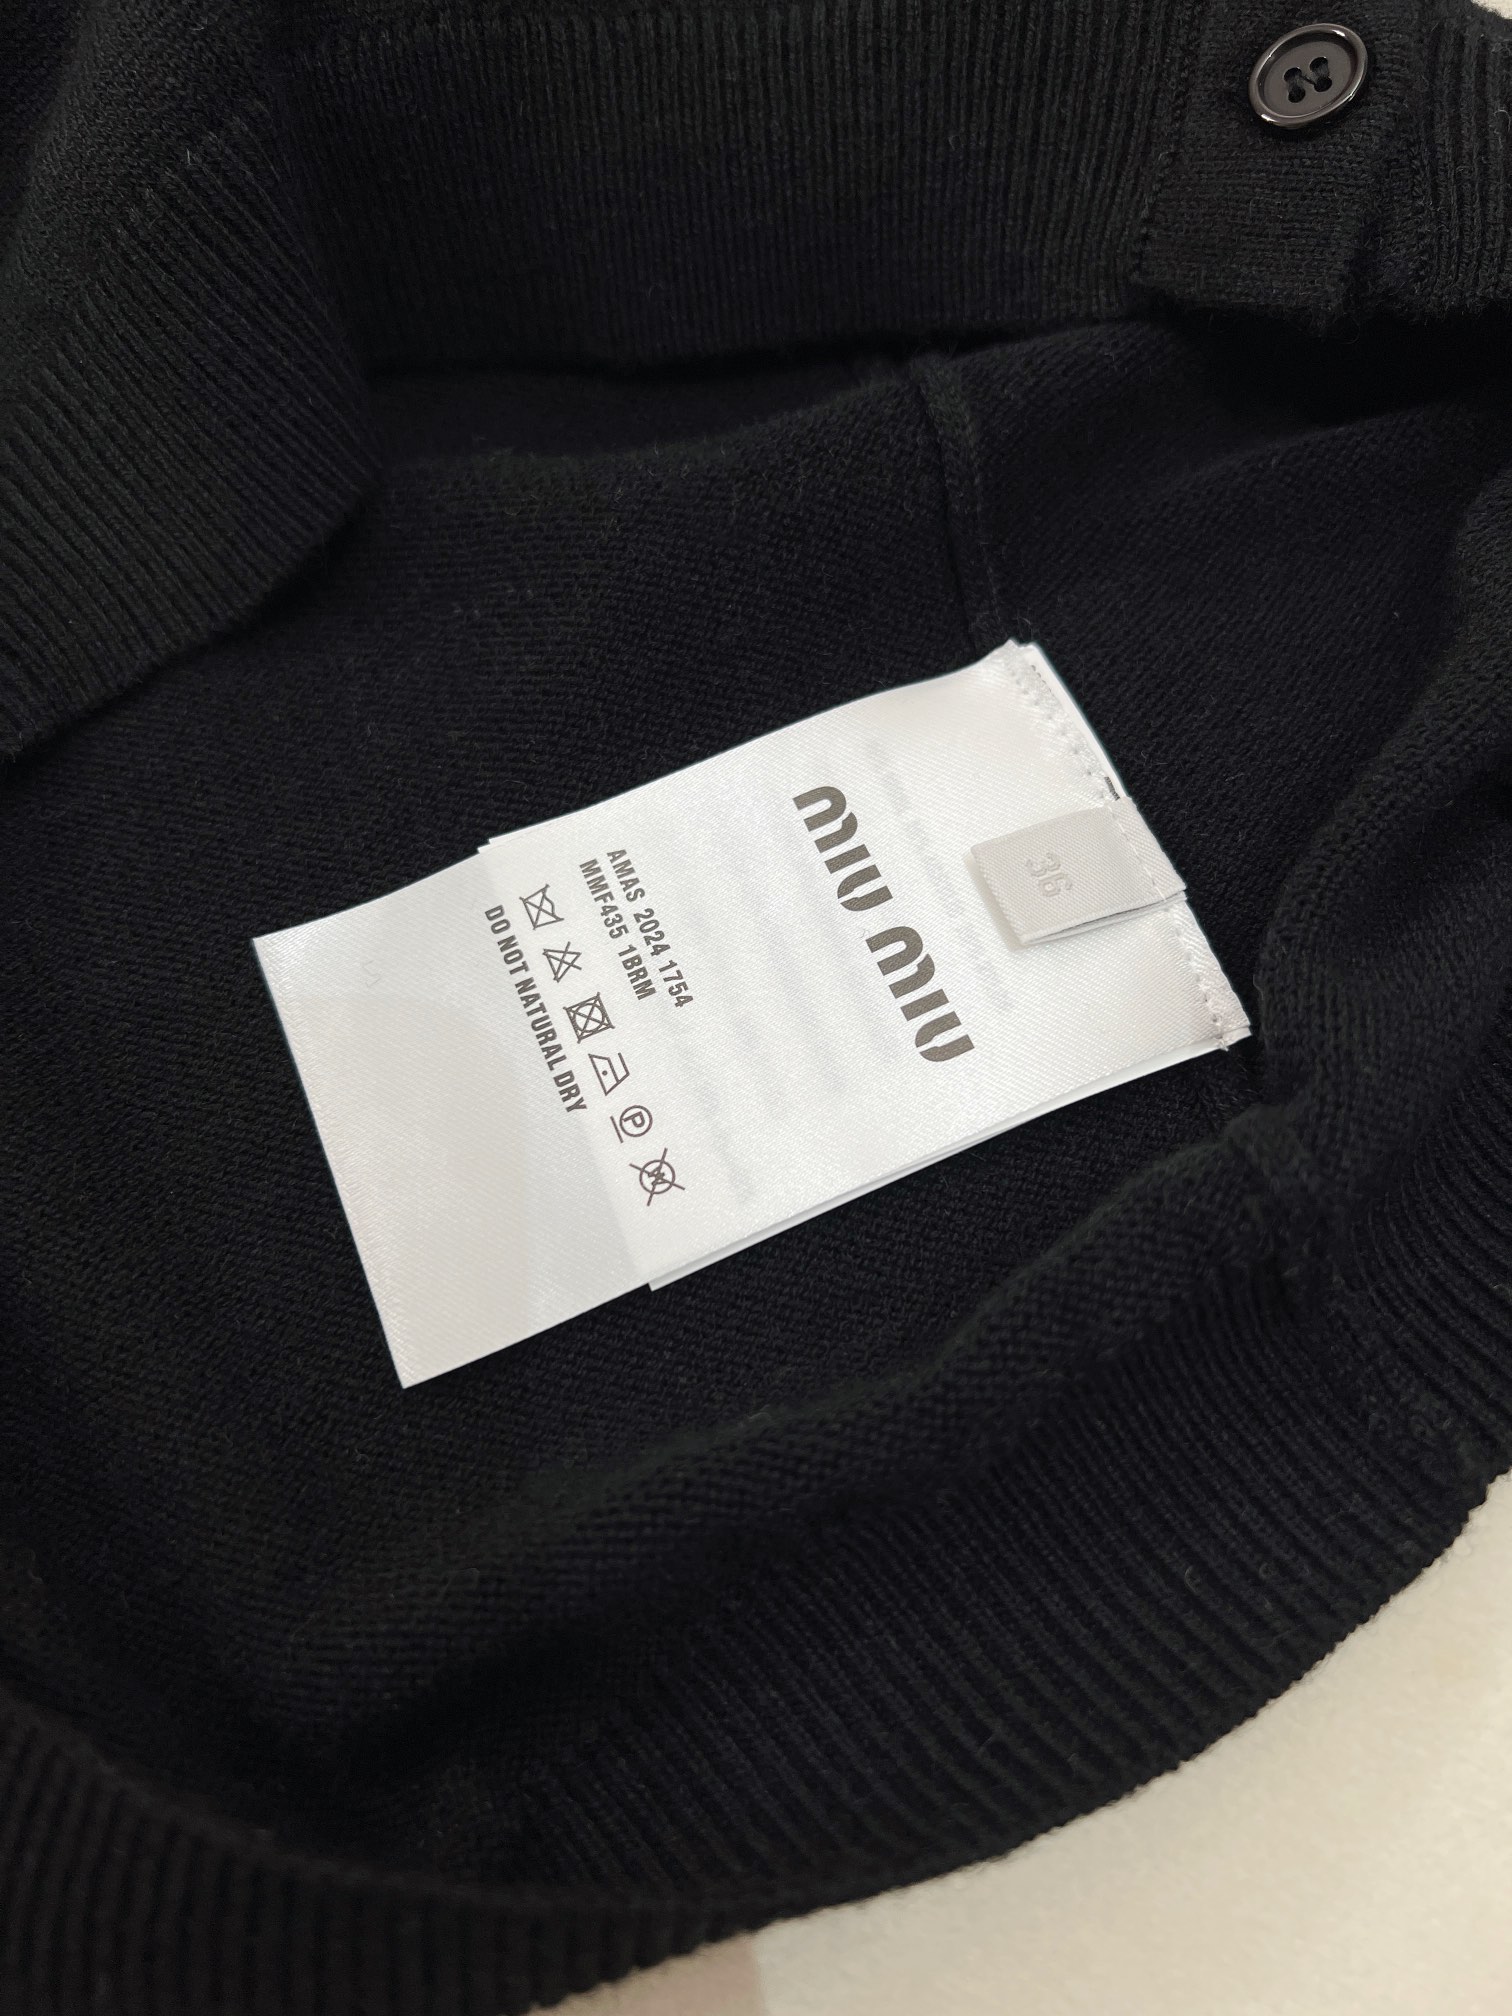 miu miu
36
AMAS 2024 1754
MMF435 1BRM
P
W
DO NOT NATURAL DRY